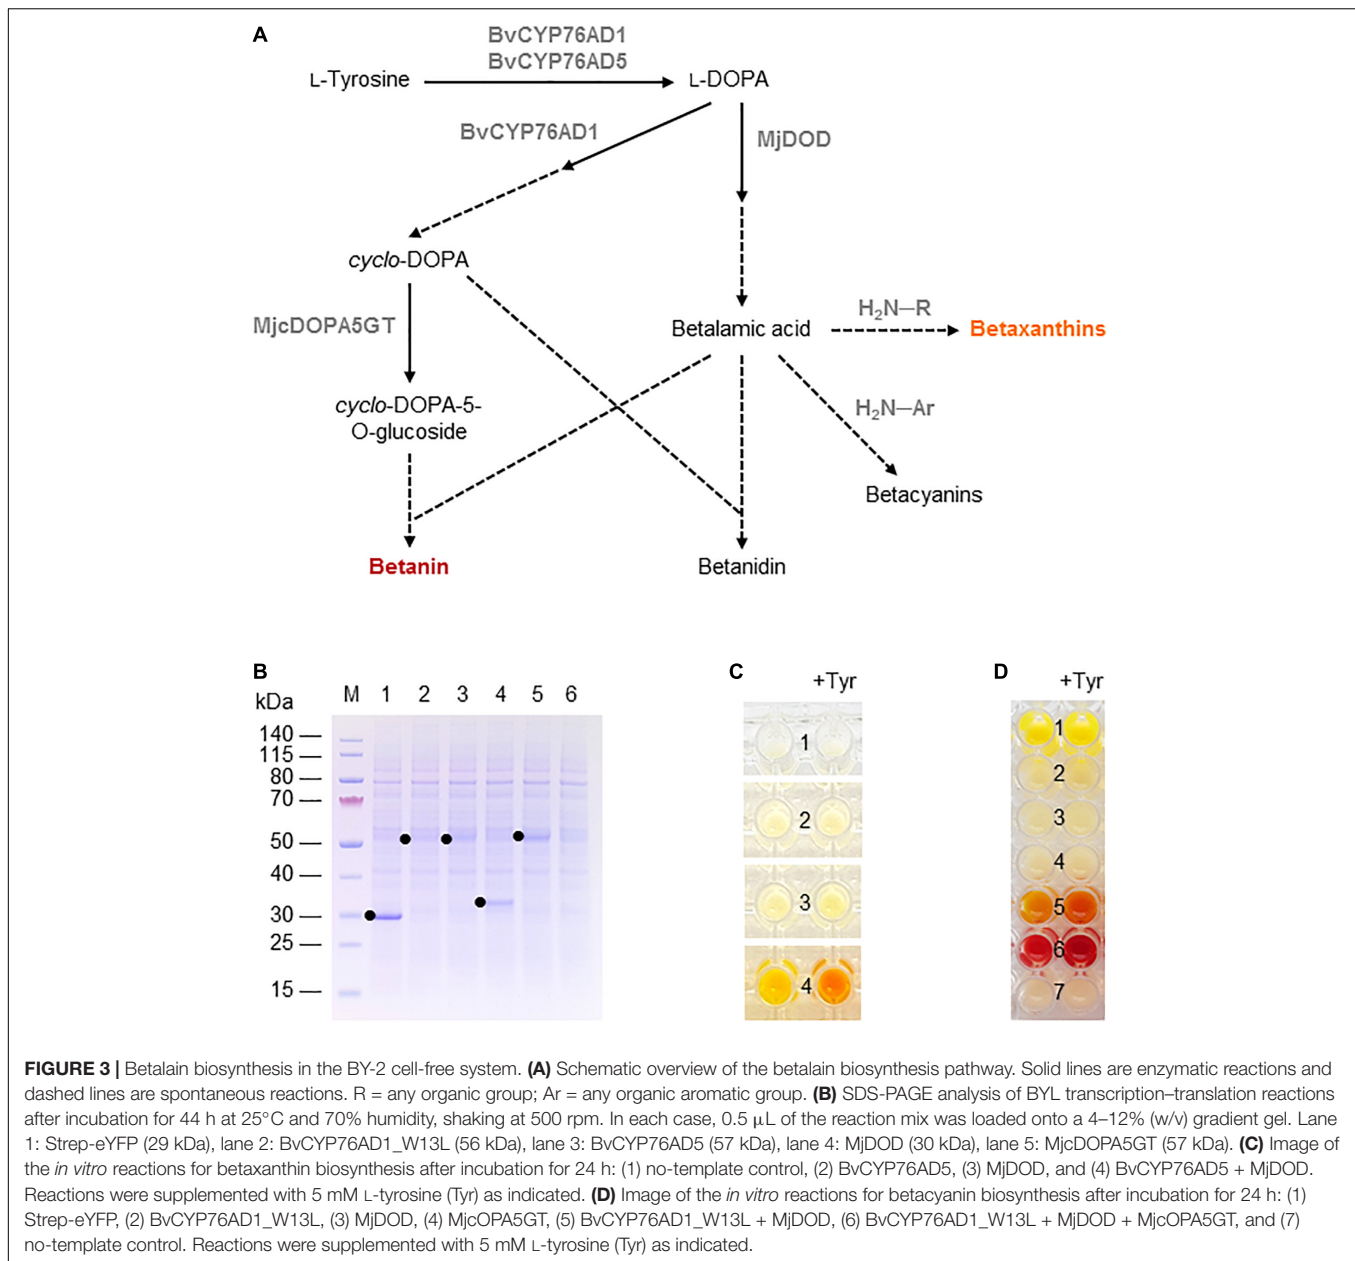 A
BvCYP76AD1
BvCYP76AD5
L-Tyrosine
L-DOPA
BvCYP76AD1
MjDOD
cyclo-DOPA
MjcDOPA5GT
H2N—R
Betalamic acid
Betaxanthins
H2N—Ar
cyclo-DOPA-5-
O-glucoside
Betacyanins
Betanin
Betanidin
B
kDa
M 1 2 3 4 5 6
140
115
80
70
50
40
30
25
15
C
+Tyr
1
2
3
4
D
+Tyr
1
2
3
4
5
6
7
FIGURE 3 | Betalain biosynthesis in the BY-2 cell-free system. (A) Schematic overview of the betalain biosynthesis pathway. Solid lines are enzymatic reactions and
dashed lines are spontaneous reactions. R = any organic group; Ar = any organic aromatic group. (B) SDS-PAGE analysis of BYL transcription–translation reactions
after incubation for 44 h at 25°C and 70% humidity, shaking at 500 rpm. In each case, 0.5 μL of the reaction mix was loaded onto a 4–12% (w/v) gradient gel. Lane
1: Strep-eYFP (29 kDa), lane 2: BvCYP76AD1_W13L (56 kDa), lane 3: BvCYP76AD5 (57 kDa), lane 4: MjDOD (30 kDa), lane 5: MjcDOPA5GT (57 kDa). (C) Image of
the in vitro reactions for betaxanthin biosynthesis after incubation for 24 h: (1) no-template control, (2) BvCYP76AD5, (3) MjDOD, and (4) BvCYP76AD5 + MjDOD.
Reactions were supplemented with 5 mM L-tyrosine (Tyr) as indicated. (D) Image of the in vitro reactions for betacyanin biosynthesis after incubation for 24 h: (1)
Strep-eYFP, (2) BvCYP76AD1_W13L, (3) MjDOD, (4) MjcOPA5GT, (5) BvCYP76AD1_W13L + MjDOD, (6) BvCYP76AD1_W13L + MjDOD + MjcOPA5GT, and (7)
no-template control. Reactions were supplemented with 5 mM L-tyrosine (Tyr) as indicated.